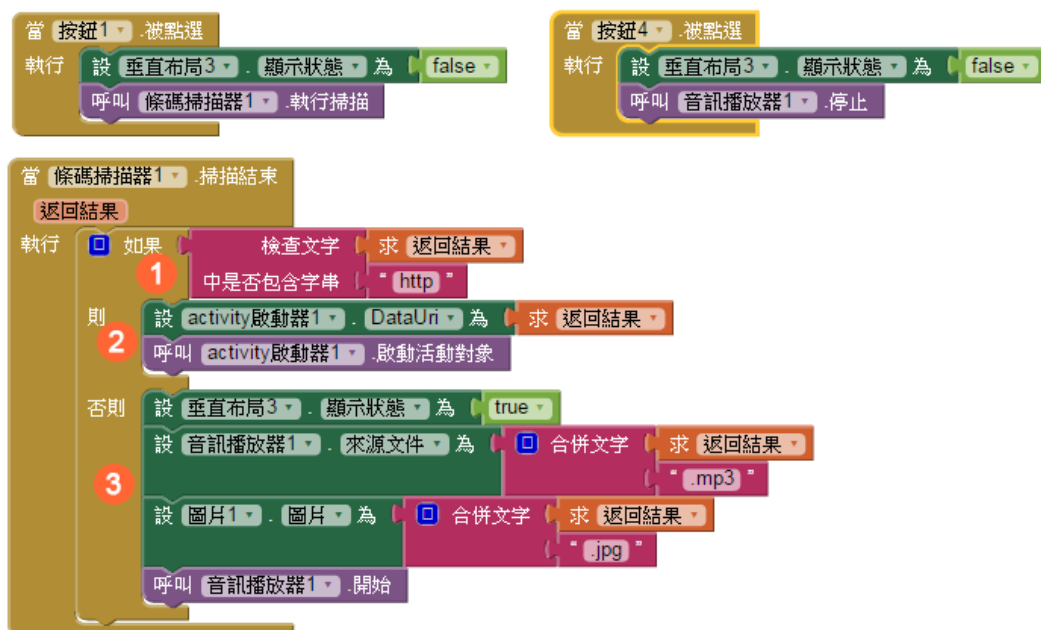 當 按鈕1 .被點選
執行 設 垂直布局3 . 顯示狀態 為 false
呼叫 條碼掃描器1 .執行掃描
當 按鈕4 .被點選
執行 設 垂直布局3 . 顯示狀態 為 false
呼叫 音訊播放器1 .停止
當 條碼掃描器1 .掃描結束
返回結果
執行 如果 檢查文字 求 返回結果
1 中是否包含字串 " http "
則 設 activity啟動器1 . DataUri 為 求 返回結果
2 呼叫 activity啟動器1 .啟動活動對象
否則 設 垂直布局3 . 顯示狀態 為 true
設 音訊播放器1 . 來源文件 為 合併文字 求 返回結果
3 " .mp3 "
設 圖片1 . 圖片 為 合併文字 求 返回結果
" .jpg "
呼叫 音訊播放器1 .開始